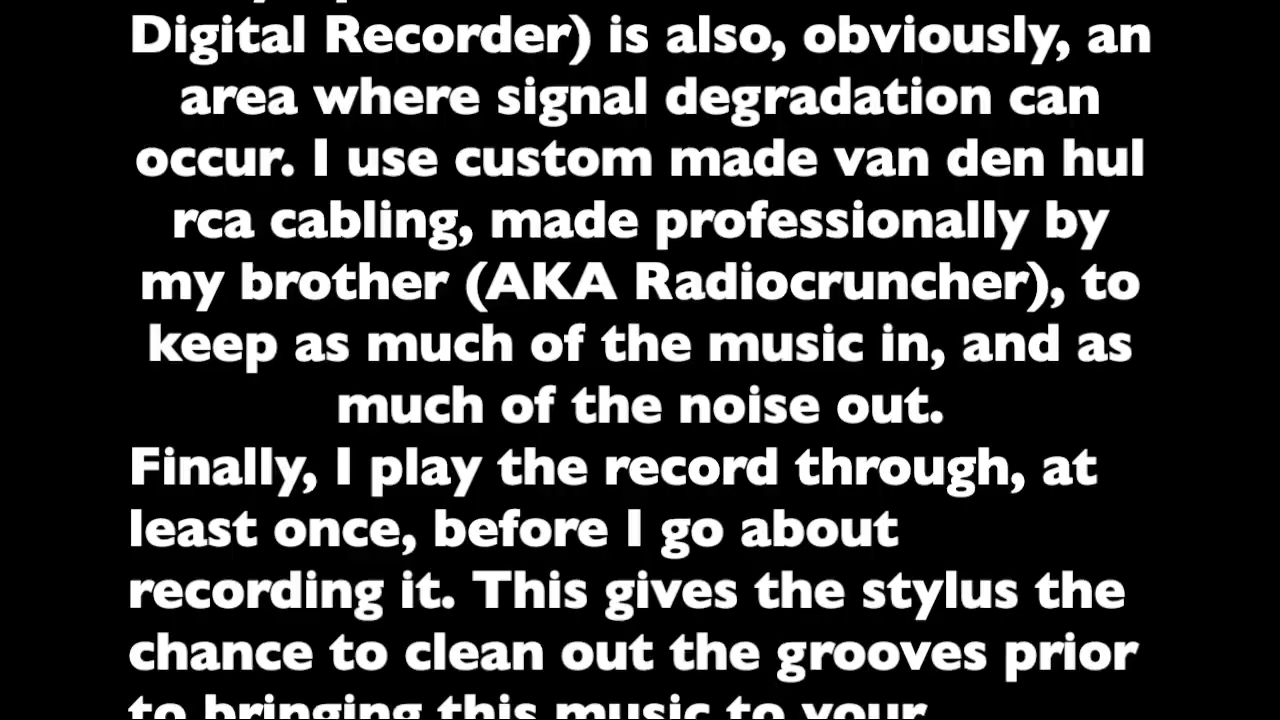 Digital Recorder) is also, obviously, an
area where signal degradation can
occur. I use custom made van den hul
rca cabling, made professionally by
my brother (AKA Radiocruncher), to
keep as much of the music in, and as
much of the noise out.
Finally, I play the record through, at
least once, before I go about
recording it. This gives the stylus the
chance to clean out the grooves prior
to bringing this music to your